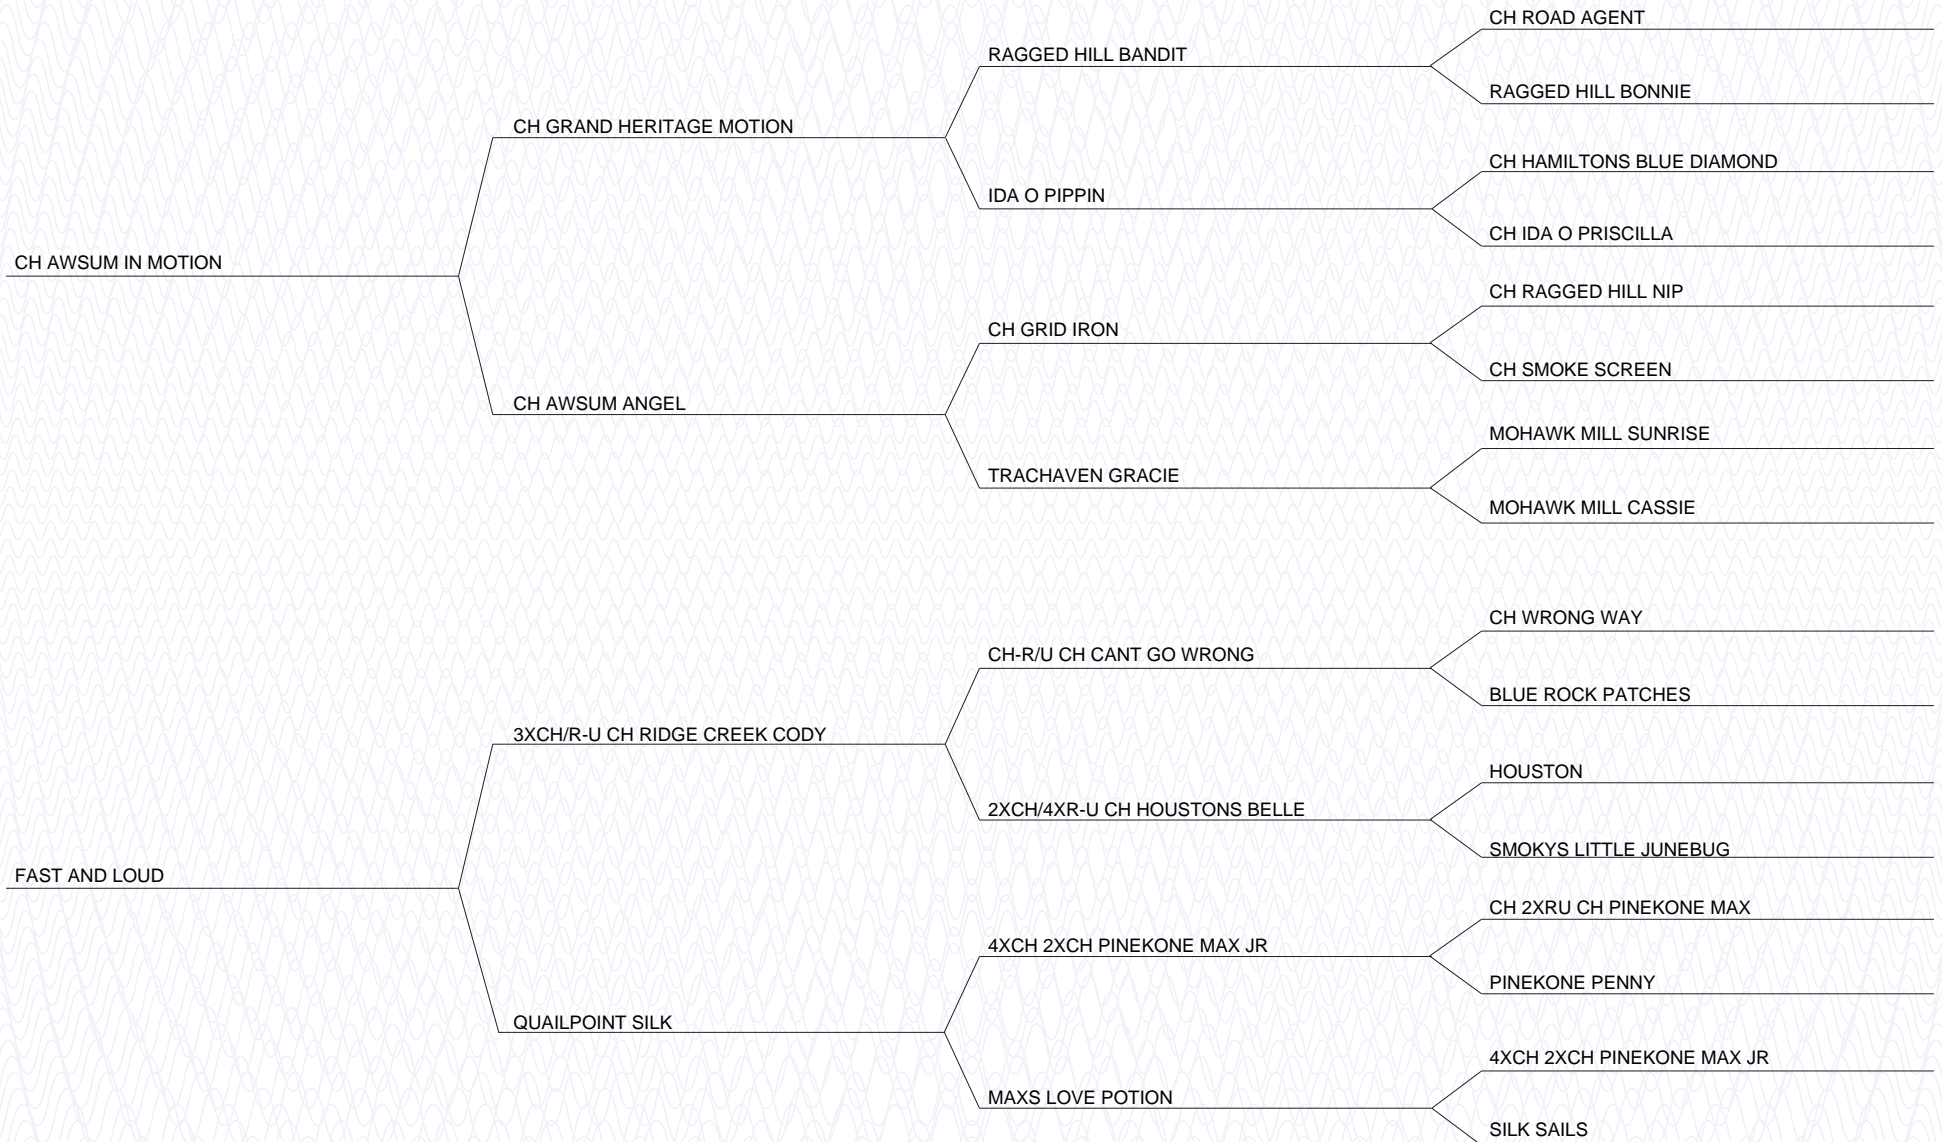 CH ROAD AGENT
RAGGED HILL BANDIT
RAGGED HILL BONNIE
CH GRAND HERITAGE MOTION
CH HAMILTONS BLUE DIAMOND
IDA O PIPPIN
CH IDA O PRISCILLA
CH AWSUM IN MOTION
CH RAGGED HILL NIP
CH GRID IRON
CH SMOKE SCREEN
CH AWSUM ANGEL
MOHAWK MILL SUNRISE
TRACHAVEN GRACIE
MOHAWK MILL CASSIE
CH WRONG WAY
CH-R/U CH CANT GO WRONG
BLUE ROCK PATCHES
3XCH/R-U CH RIDGE CREEK CODY
HOUSTON
2XCH/4XR-U CH HOUSTONS BELLE
SMOKYS LITTLE JUNEBUG
FAST AND LOUD
CH 2XRU CH PINEKONE MAX
4XCH 2XCH PINEKONE MAX JR
PINEKONE PENNY
QUAILPOINT SILK
4XCH 2XCH PINEKONE MAX JR
MAXS LOVE POTION
SILK SAILS